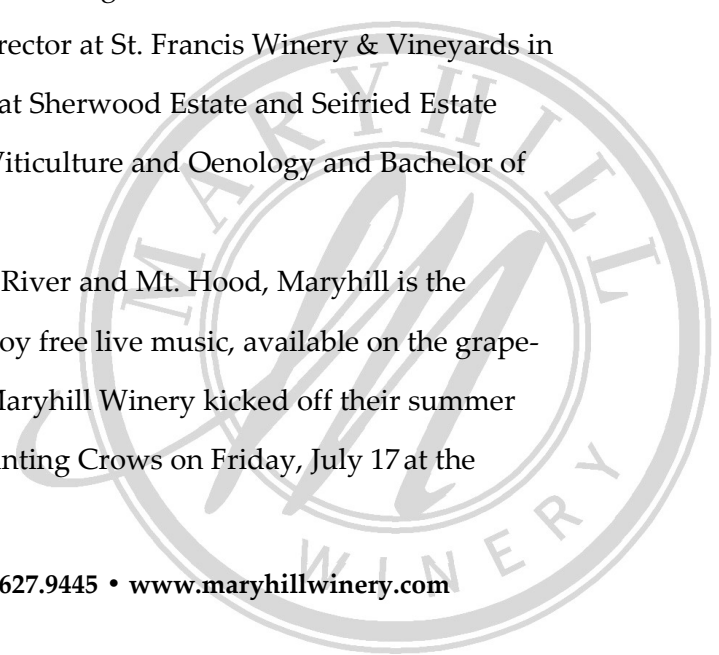 rector at St. Francis Winery & Vineyards in
at Sherwood Estate and Seifried Estate
Viticulture and Oenology and Bachelor of
River and Mt. Hood, Maryhill is the
oy free live music, available on the grape-
Maryhill Winery kicked off their summer
nting Crows on Friday, July 17 at the
627.9445 • www.maryhillwinery.com
MARYHILL
M
WINERY